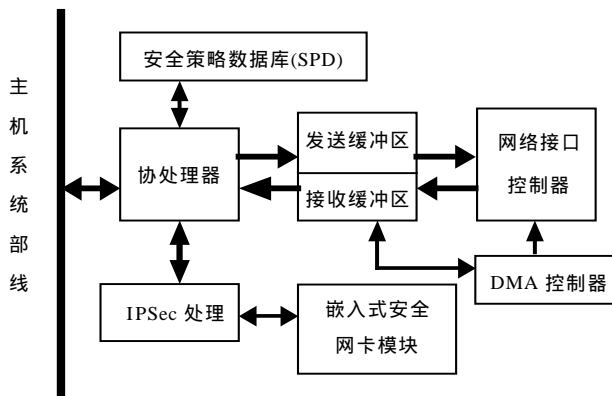 主机系统部线
安全策略数据库(SPD)
协处理器
发送缓冲区
接收缓冲区
网络接口
控制器
DMA 控制器
IPSec 处理
嵌入式安全
网卡模块